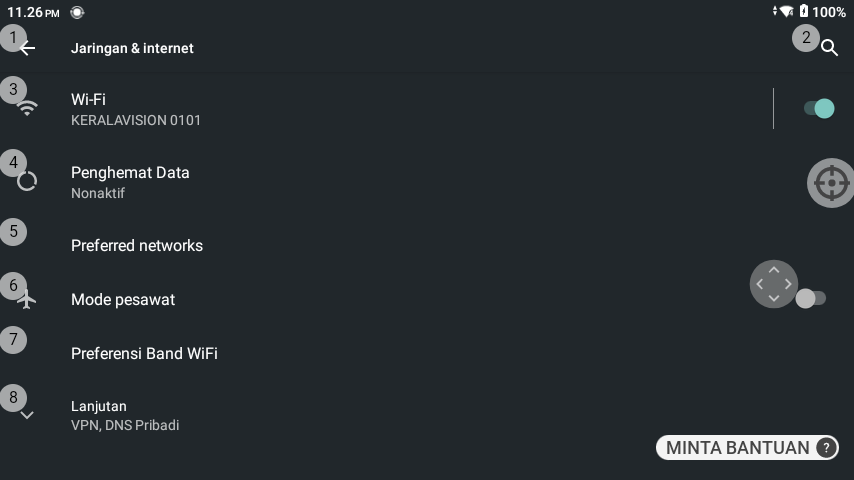 11.26 PM
100%
1
Jaringan & internet
2
3
Wi-Fi
KERALAVISION 0101
4
Penghemat Data
Nonaktif
5
Preferred networks
6
Mode pesawat
7
Preferensi Band WiFi
8
Lanjutan
VPN, DNS Pribadi
MINTA BANTUAN ?